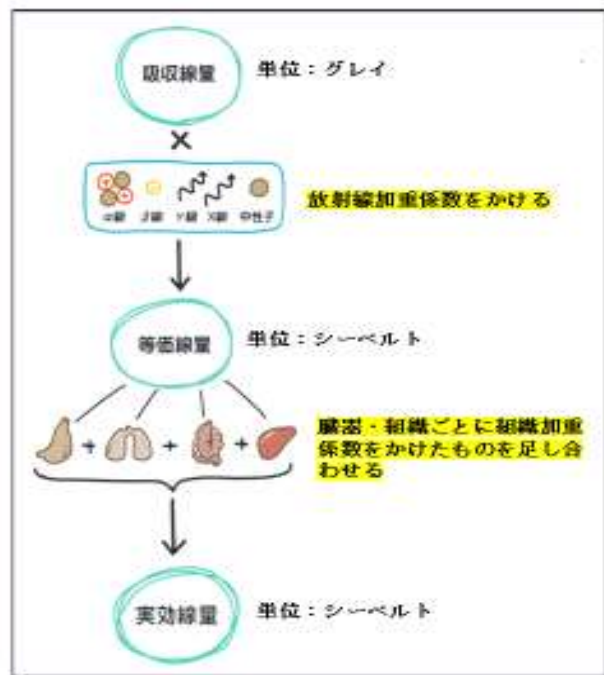 吸収線量
単位：グレイ
×
α線 β線 γ線 X線 中性子
放射線加重係数をかける
等価線量
単位：シーベルト
臓器・組織ごとに組織加重
係数をかけたものを足し合
わせる
+ + +
実効線量
単位：シーベルト